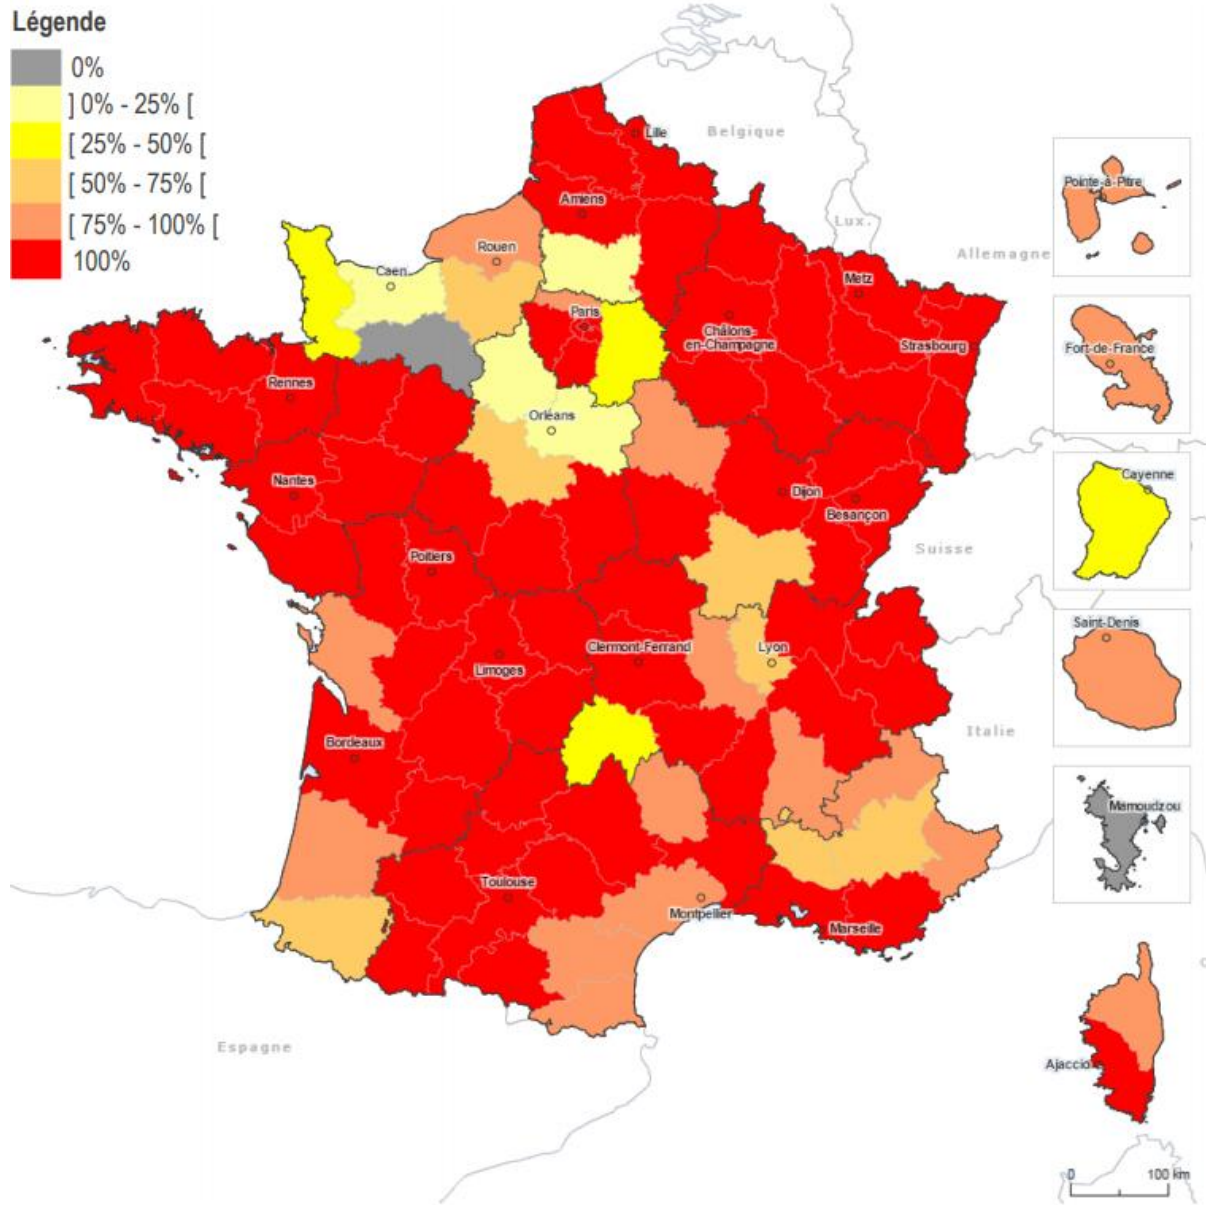 Légende
0%
] 0% - 25% [
[ 25% - 50% [
[ 50% - 75% [
[ 75% - 100% [
100%
Lille
Belgique
Amiens
Lux.
Allemagne
Rouen
Caen
Metz
Paris
Châlons-
en-Champagne
Strasbourg
Rennes
Orléans
Nantes
Dijon
Besançon
Suisse
Poitiers
Clermont-Ferrand
Lyon
Limoges
Italie
Bordeaux
Toulouse
Montpellier
Marseille
Espagne
Pointe-à-Pitre
Fort-de-France
Cayenne
Saint-Denis
Mamoudzou
Ajaccio
0
100 km